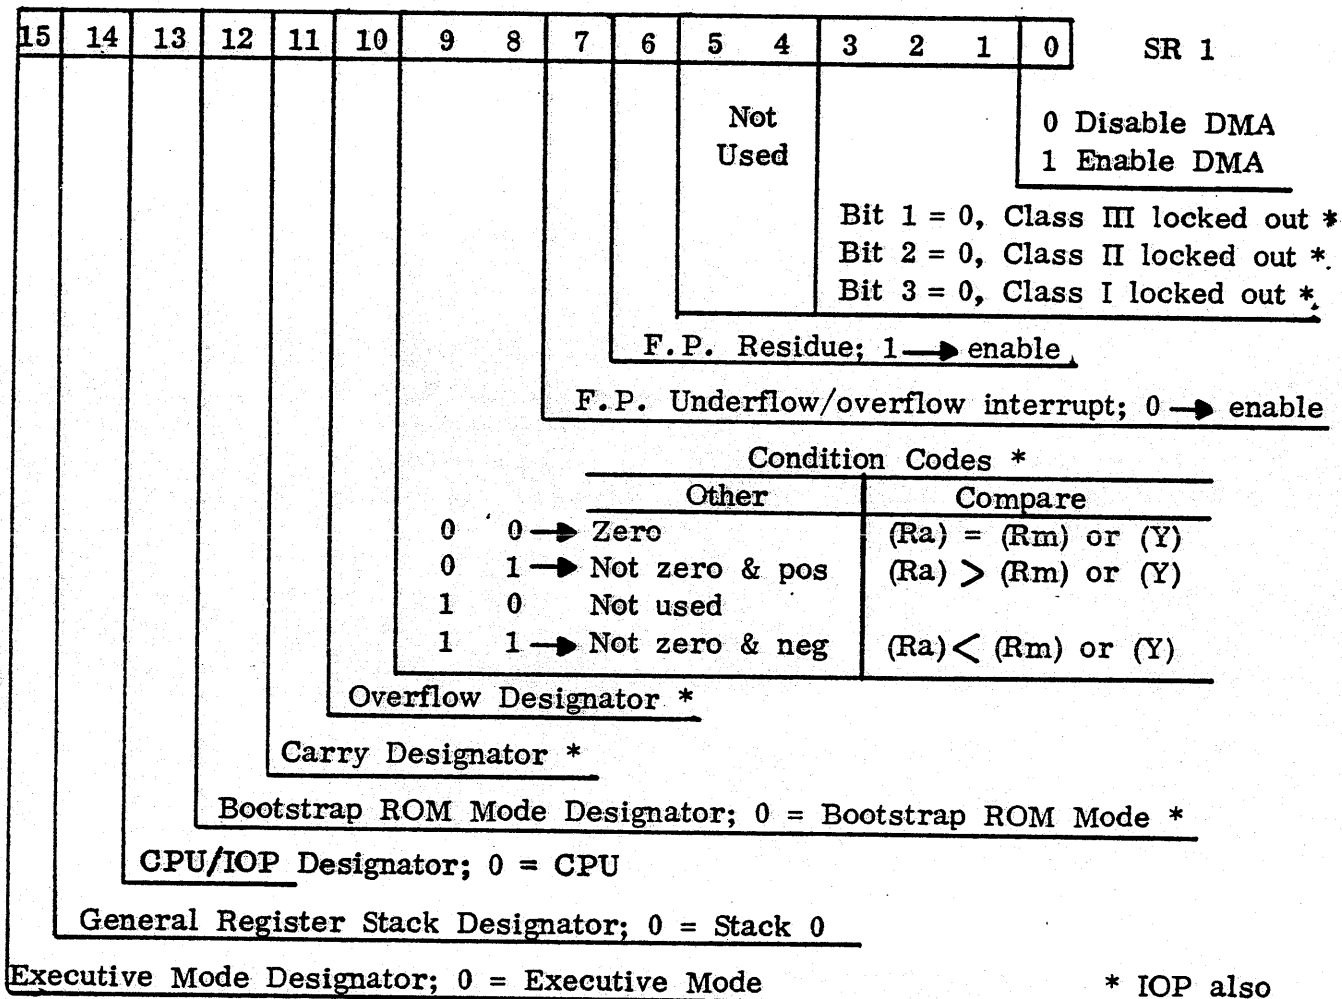 15 14 13 12 11 10 9 8 7 6 5 4 3 2 1 0 SR 1
Not
Used
0 Disable DMA
1 Enable DMA
Bit 1 = 0, Class III locked out *
Bit 2 = 0, Class II locked out *
Bit 3 = 0, Class I locked out *
F.P. Residue; 1→ enable
F.P. Underflow/overflow interrupt; 0→ enable
Condition Codes *
Other Compare
0 0→ Zero (Ra) = (Rm) or (Y)
0 1→ Not zero & pos (Ra) > (Rm) or (Y)
1 0 Not used
1 1→ Not zero & neg (Ra) < (Rm) or (Y)
Overflow Designator *
Carry Designator *
Bootstrap ROM Mode Designator; 0 = Bootstrap ROM Mode *
CPU/IOP Designator; 0 = CPU
General Register Stack Designator; 0 = Stack 0
Executive Mode Designator; 0 = Executive Mode
* IOP also